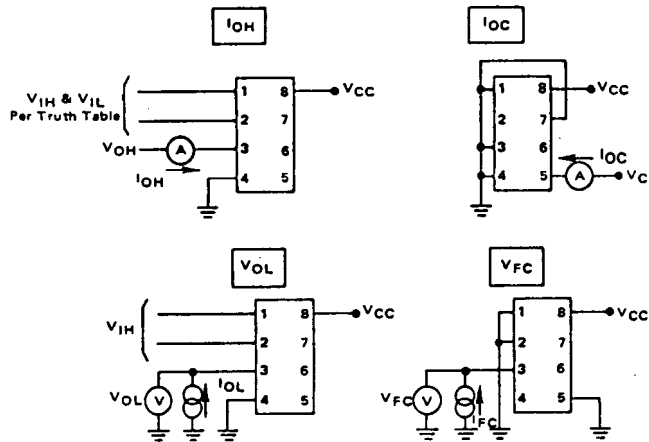 IOH
VIH & VIL
Per Truth Table
VOH
A
IOH
1 8
2 7
3 6
4 5
VCC
IOC
1 8
2 7
3 6
4 5
VCC
IOC
A
VC
VOL
VIH
VOL
V
IOL
1 8
2 7
3 6
4 5
VCC
VFC
VFC
V
IFC
1 8
2 7
3 6
4 5
VCC